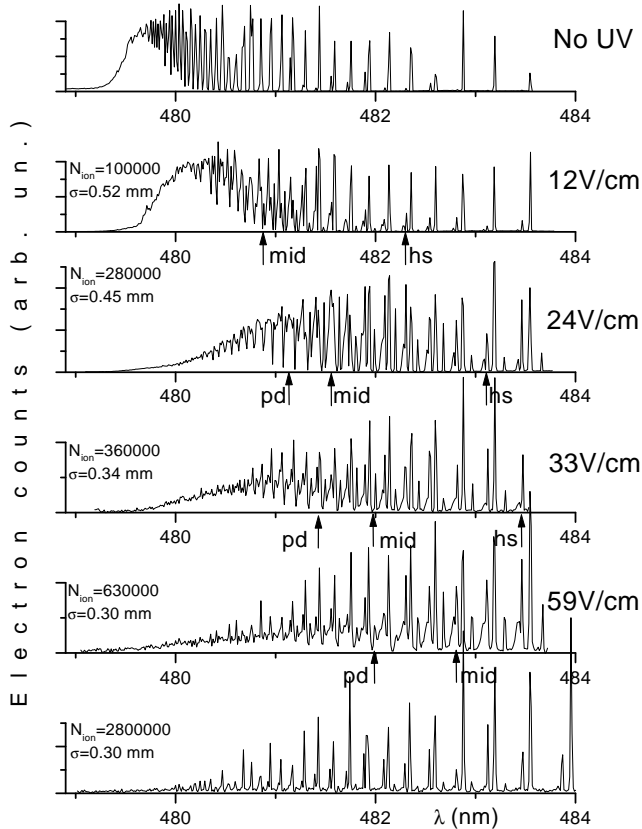 No UV
480
482
484
N_ion=100000
σ=0.52 mm
12V/cm
480
482
484
mid
hs
N_ion=280000
σ=0.45 mm
24V/cm
480
482
484
pd
mid
hs
N_ion=360000
σ=0.34 mm
33V/cm
480
482
484
pd
mid
hs
N_ion=630000
σ=0.30 mm
59V/cm
480
482
484
pd
mid
N_ion=2800000
σ=0.30 mm
480
482
λ (nm)
484
Electron counts (arb. un.)